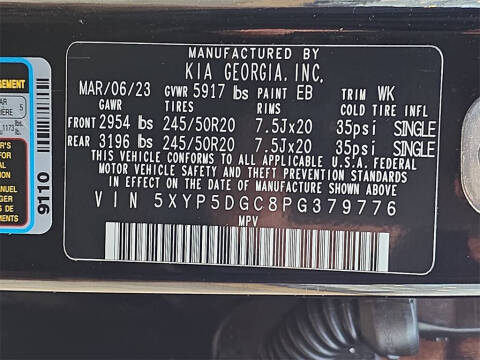 MANUFACTURED BY
KIA GEORGIA, INC.
MAR/06/23 GVWR 5917 lbs PAINT EB TRIM WK
GAWR TIRES RIMS COLD TIRE INFL
FRONT 2954 lbs 245/50R20 7.5Jx20 35psi SINGLE
REAR 3196 lbs 245/50R20 7.5Jx20 35psi SINGLE
THIS VEHICLE CONFORMS TO ALL APPLICABLE U.S.A. FEDERAL
MOTOR VEHICLE SAFETY AND THEFT PREVENTION STANDARDS
IN EFFECT ON THE DATE OF MANUFACTURE SHOWN ABOVE.
VIN 5XYP5DGC8PG379776
MPV
5
9110